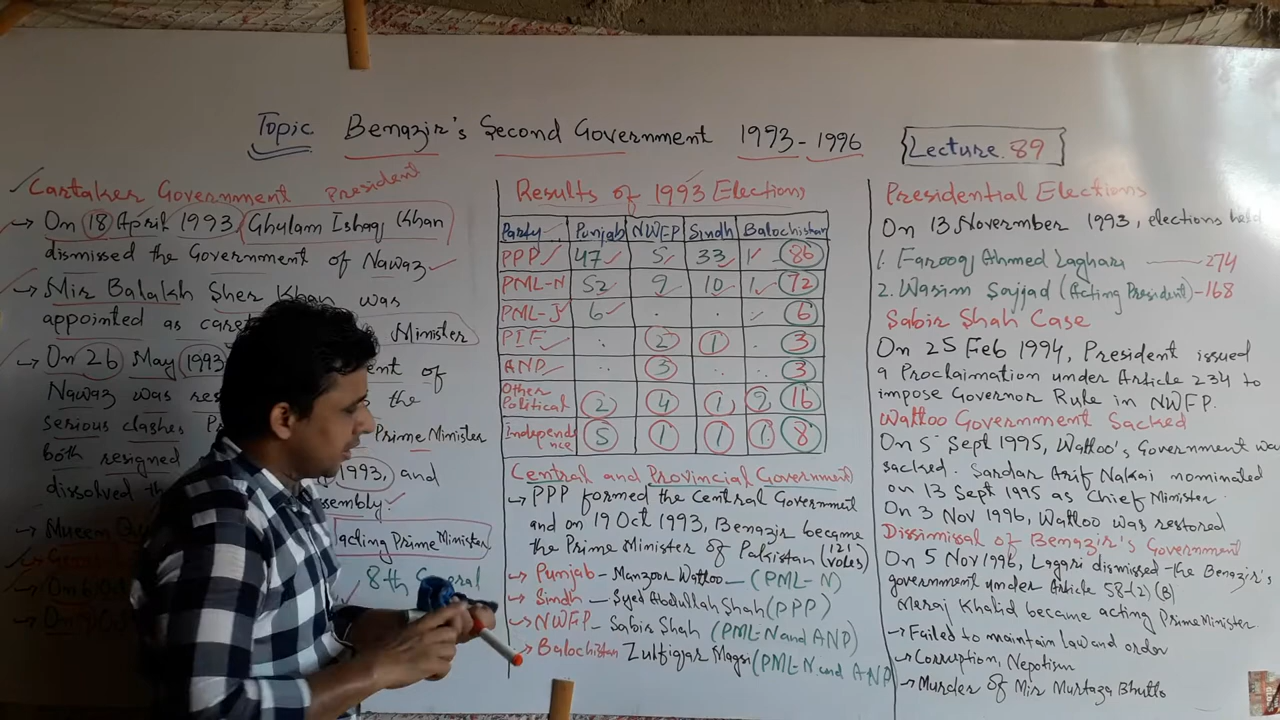 Topic Benazir's Second Government 1993-1996
Lecture 89
Cartaker Government President
→ On 18 April 1993 Ghulam Ishaq Khan
dismissed the Government of Nawaz
→ Mir Balakh Sher Khan was
appointed as Minister
→ On 26 May 1993 of
Nawaz was the
serious clashes Prime Minister
both resigned 1993, and
dissolved
→ Mueem acting Prime Minister
8th General
→ On
→ On
Results of 1993 Elections
Party Punjab NWFP Sindh Balochistan
PPP 47 5 33 1 86
PML-N 52 9 10 1 72
PML-J 6 . . . 6
PIF . 2 1 . 3
ANP .. 3 . . 3
Other
Political 2 4 1 9 16
Independ
nce 5 1 1 1 8
Central and Provincial Government
→ PPP formed the Central Government
and on 19 Oct 1993, Benazir became
the Prime Minister of Pakistan (121 votes)
→ Punjab - Manzoor Wattoo - (PML-N)
→ Sindh - Syed Abdullah Shah (PPP)
→ NWFP - Sabir Shah (PML-N and ANP)
→ Balochistan Zulfiqar Magsi (PML-N and ANP
Presidential Elections
On 13 Novermber 1993, elections held
1. Farooq Ahmed Laghari - 274
2. Wasim Sajjad (Acting President) - 168
Sabir Shah Case
On 25 Feb 1994, President issued
a Proclaimation under Article 234 to
impose Governor Rule in NWFP.
Wattoo Government Sacked
On 5 Sept 1995, Wattoo's Government was
sacked. Sardar Arif Nakai nominated
on 13 Sept 1995 as Chief Minister.
On 3 Nov 1996, Wattoo was restored
Dissimisal of Benazir's Government
On 5 Nov 1996, Lagari dismissed the Benazir's
government under Article 58-(2)(B)
Meraj Khalid became acting Prime Minister.
→ Failed to maintain law and order
→ Corruption, Nepotism
→ Murder of Mir Murtaza Bhutto